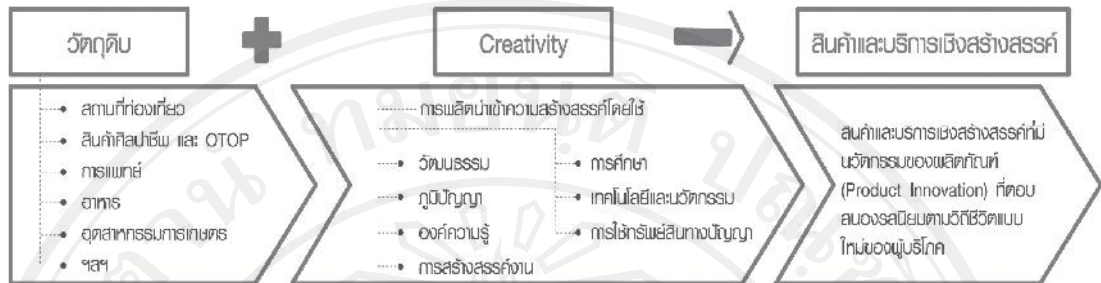 วัตถุดิบ
Creativity
สินค้าและบริการเชิงสร้างสรรค์
สถานที่ท่องเที่ยว
สินค้าศิลปาชีพ และ OTOP
การแพทย์
อาหาร
อุตสาหกรรมการเกษตร
ฯลฯ
การผลิตนำเข้าความสร้างสรรค์โดยใช้
วัฒนธรรม
ภูมิปัญญา
องค์ความรู้
การสร้างสรรค์งาน
การศึกษา
เทคโนโลยีและนวัตกรรม
การใช้ทรัพย์สินทางปัญญา
สินค้าและบริการเชิงสร้างสรรค์ที่มี
นวัตกรรมของผลิตภัณฑ์
(Product Innovation) ที่ตอบ
สนองรสนิยมตามวิถีชีวิตแบบ
ใหม่ของผู้บริโภค